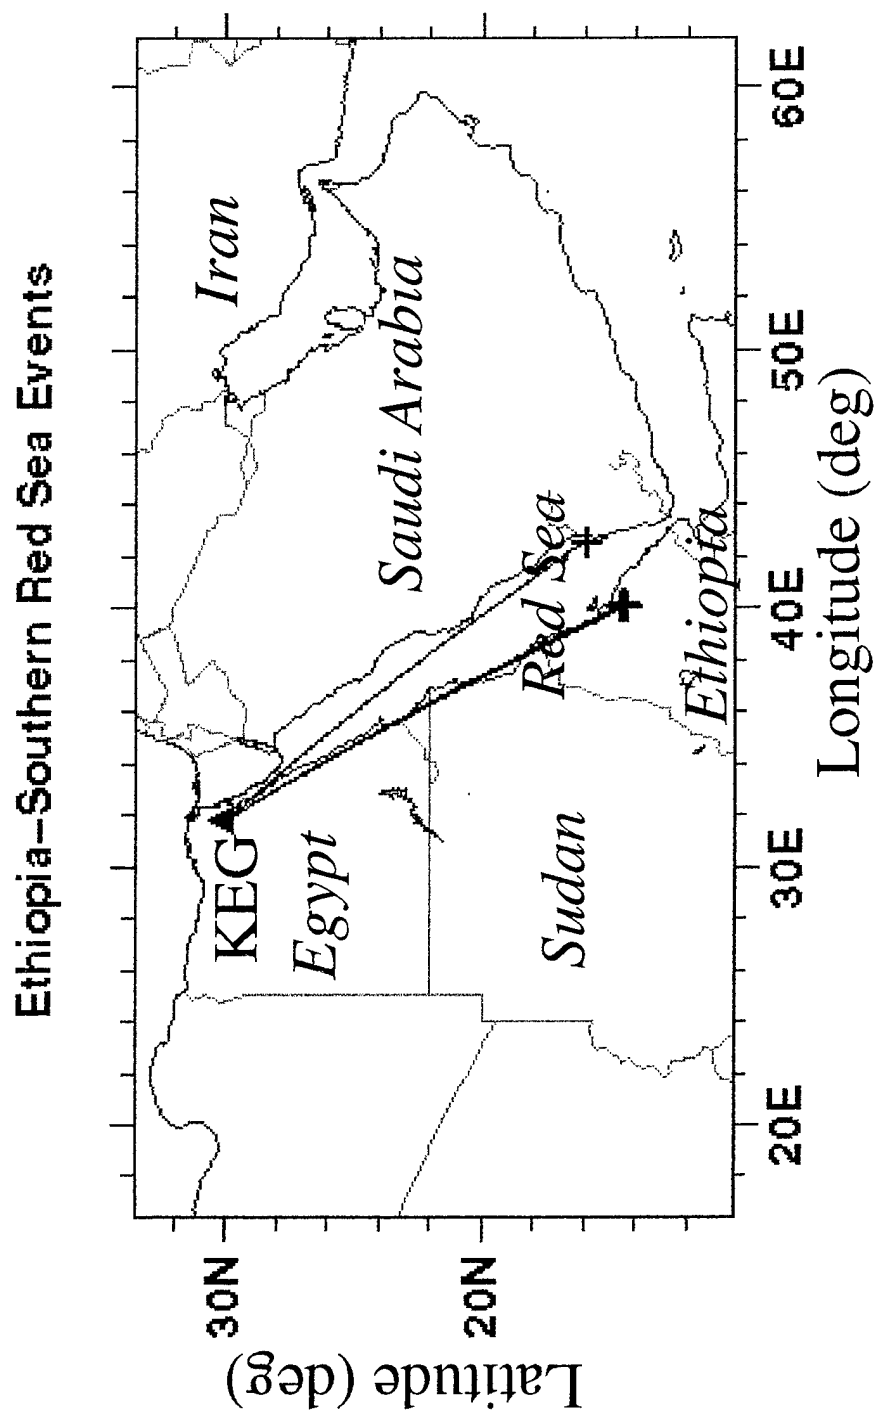 Ethiopia–Southern Red Sea Events
30N
20N
Latitude (deg)
KEG
Egypt
Sudan
Iran
Saudi Arabia
Red Sea
Ethiopia
20E
30E
40E
50E
60E
Longitude (deg)